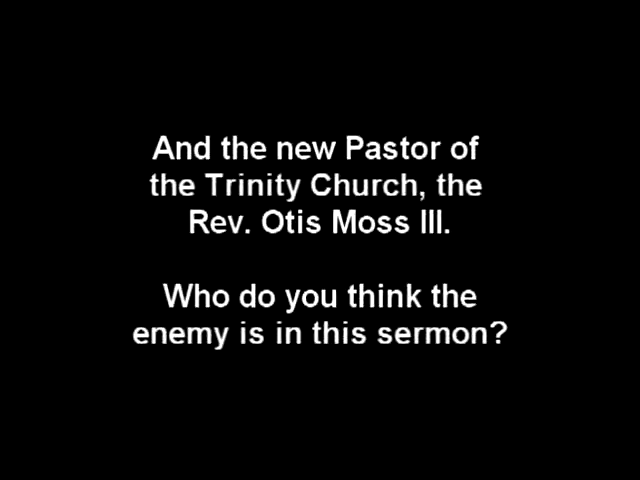 And the new Pastor of
the Trinity Church, the
Rev. Otis Moss III.
Who do you think the
enemy is in this sermon?